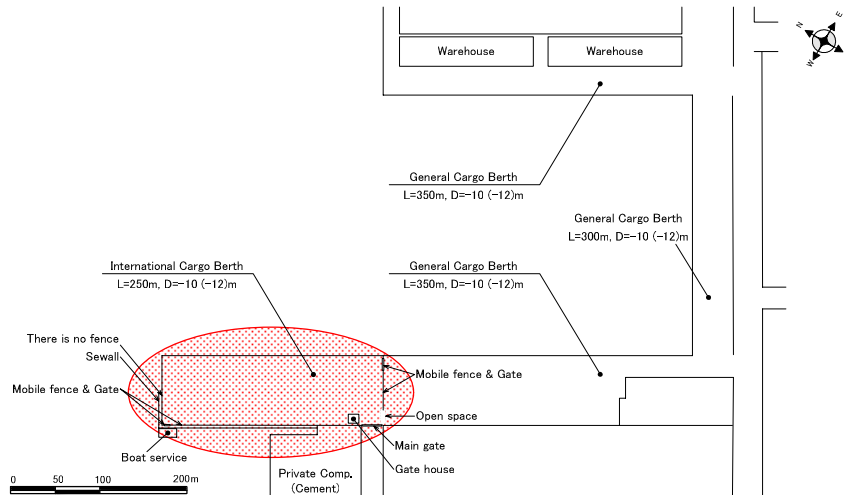 Warehouse
Warehouse
N
E
W
General Cargo Berth
L=350m, D=-10 (-12)m
General Cargo Berth
L=300m, D=-10 (-12)m
International Cargo Berth
L=250m, D=-10 (-12)m
General Cargo Berth
L=350m, D=-10 (-12)m
There is no fence
Sewall
Mobile fence & Gate
Mobile fence & Gate
Open space
Main gate
Gate house
Boat service
Private Comp.
(Cement)
0 50 100 200m